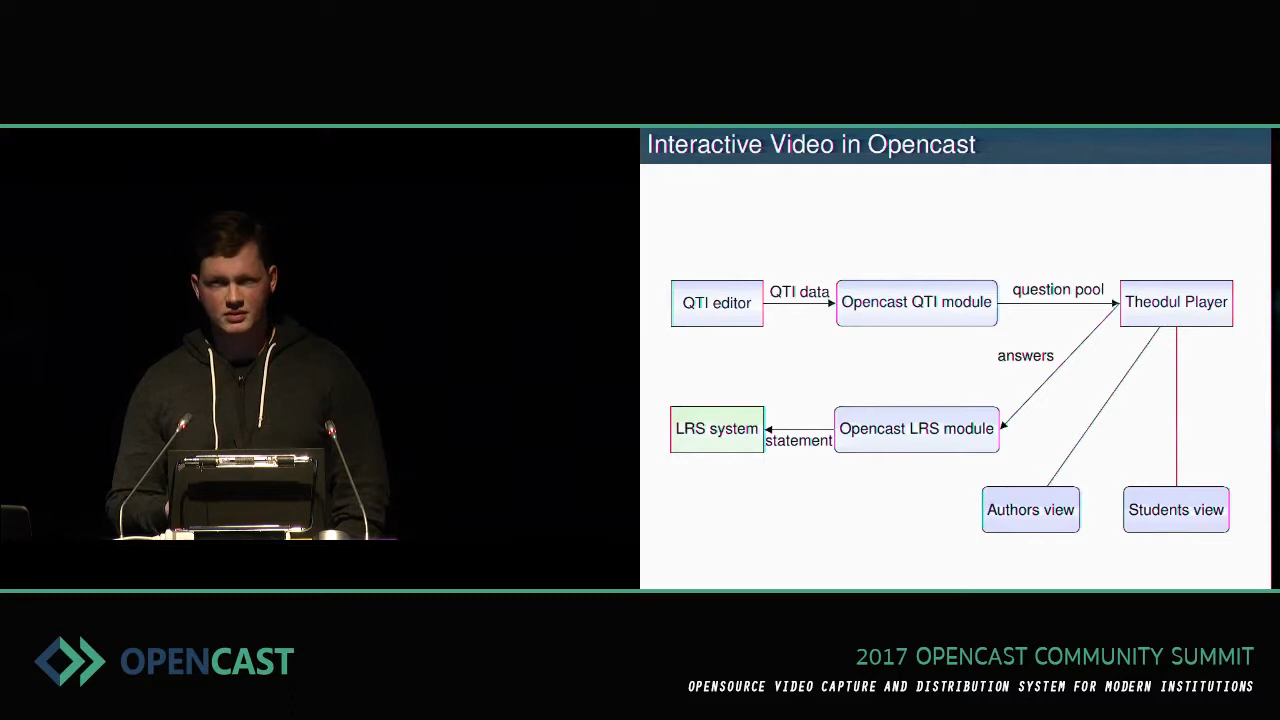 Interactive Video in Opencast
QTI editor
QTI data
Opencast QTI module
question pool
Theodul Player
answers
LRS system
statement
Opencast LRS module
Authors view
Students view
OPENCAST
2017 OPENCAST COMMUNITY SUMMIT
OPENSOURCE VIDEO CAPTURE AND DISTRIBUTION SYSTEM FOR MODERN INSTITUTIONS